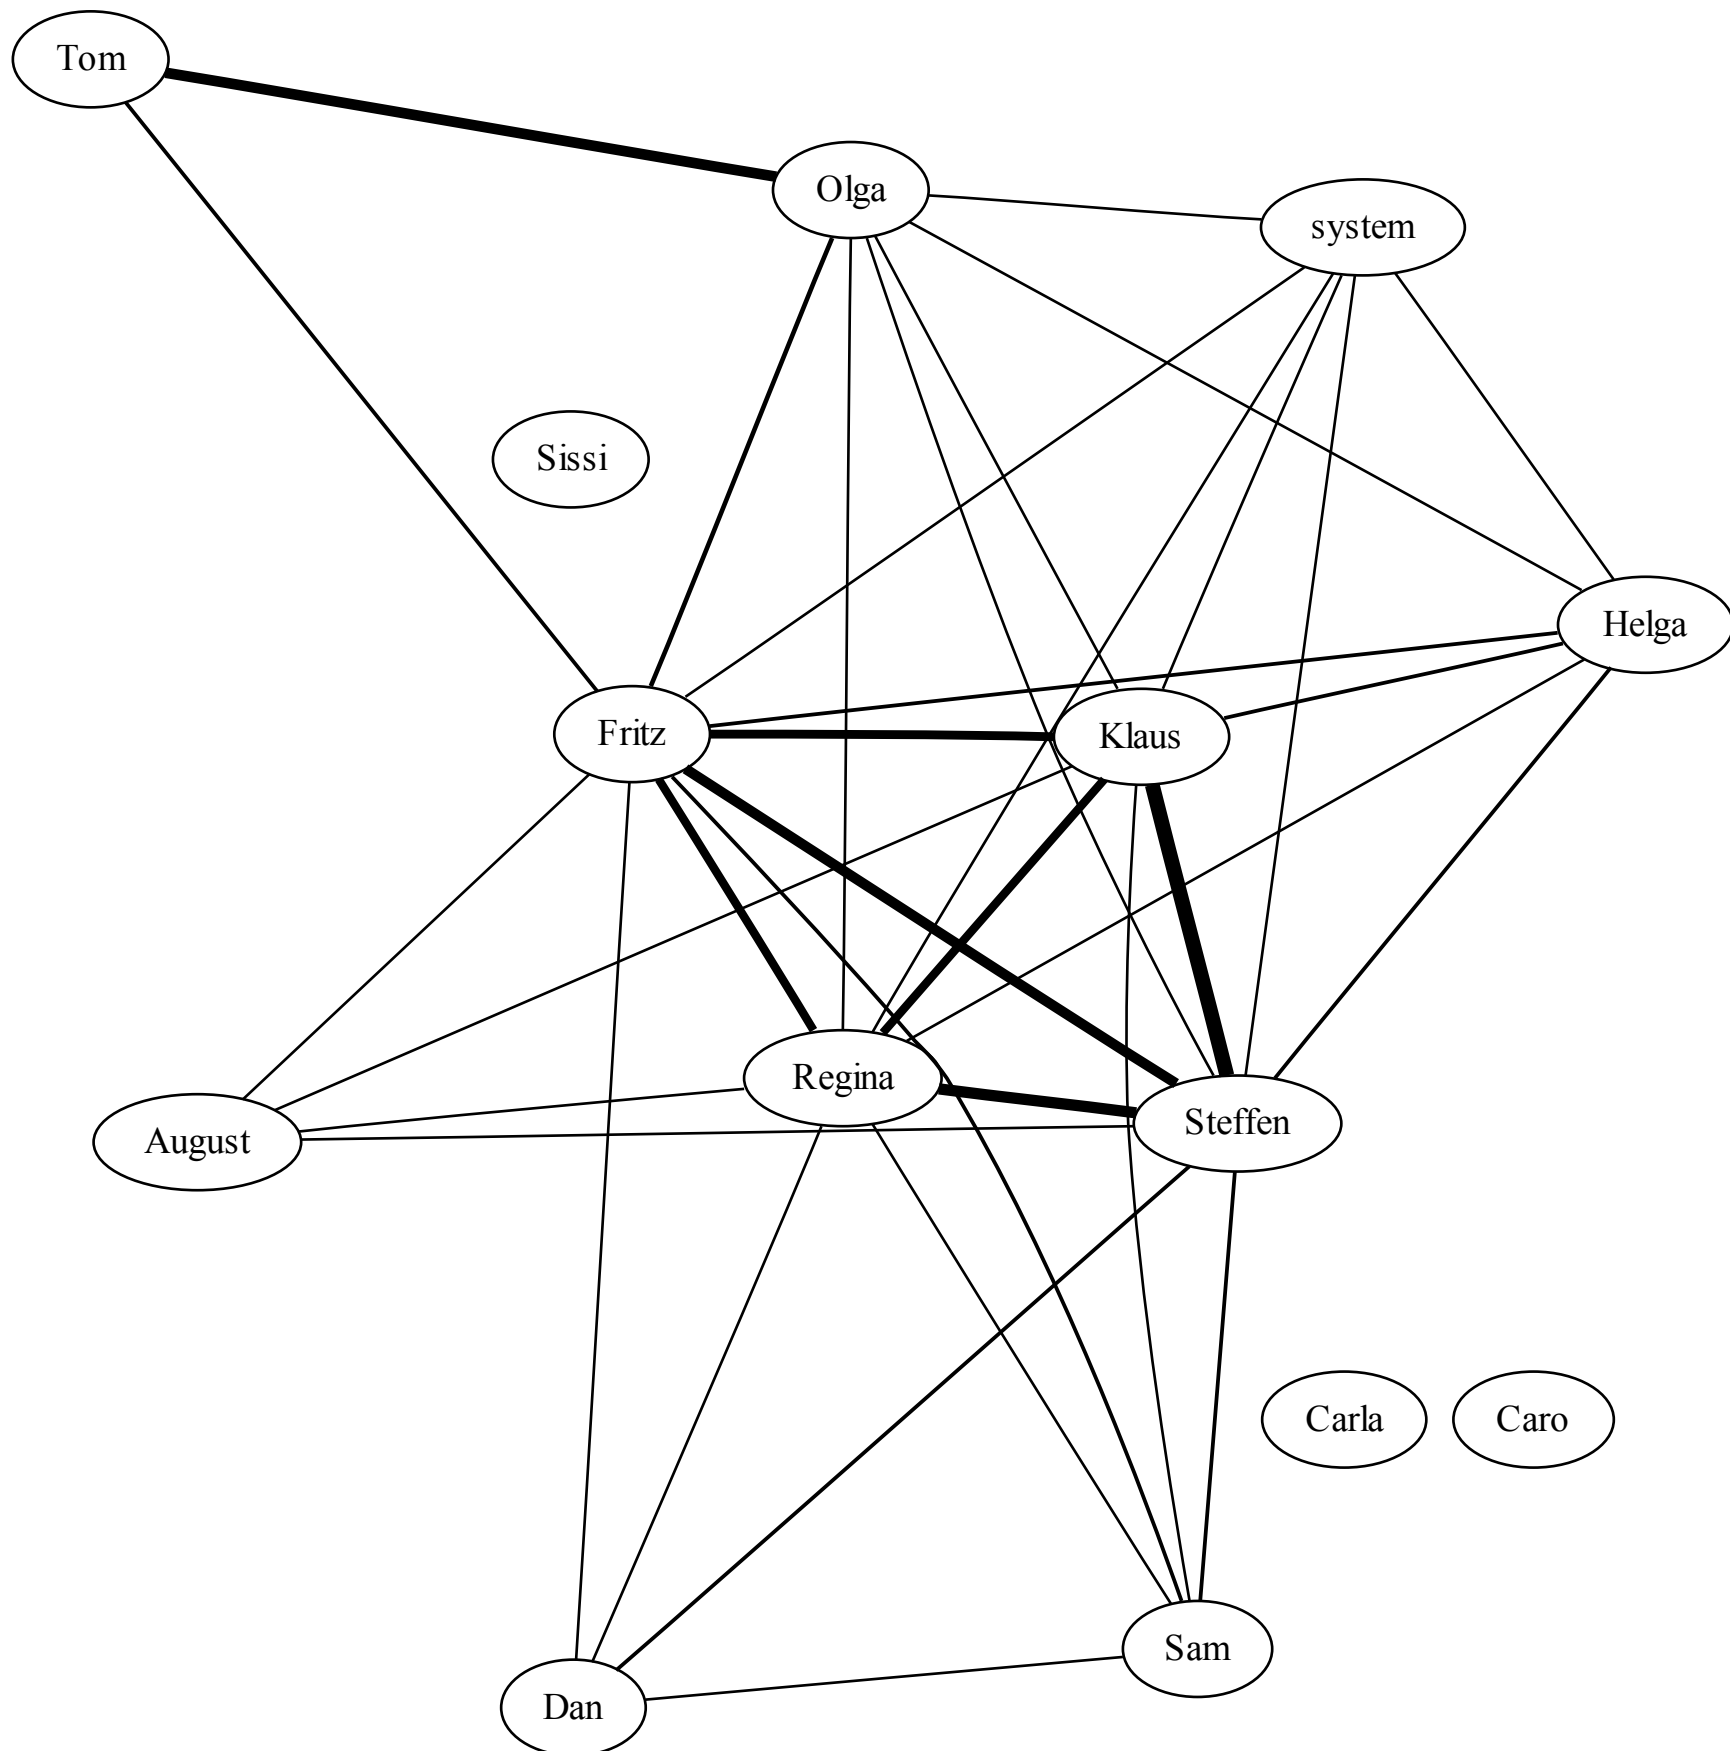 Tom
Olga
system
Sissi
Helga
Fritz
Klaus
Regina
Steffen
August
Carla
Caro
Sam
Dan